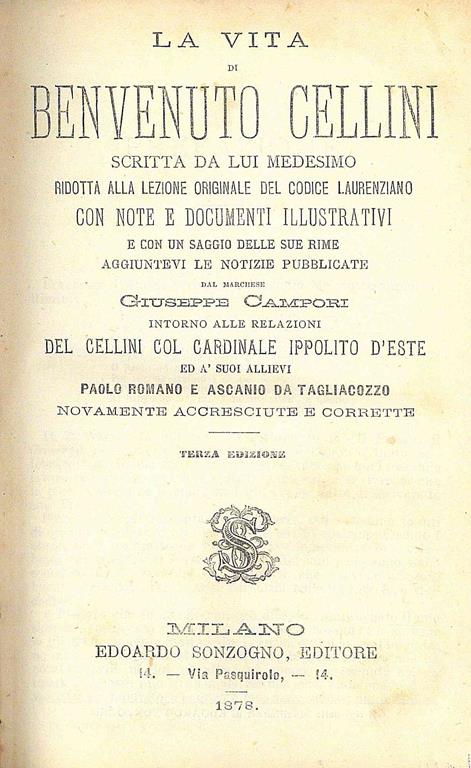 LA VITA
DI
BENVENUTO CELLINI
SCRITTA DA LUI MEDESIMO
RIDOTTA ALLA LEZIONE ORIGINALE DEL CODICE LAURENZIANO
CON NOTE E DOCUMENTI ILLUSTRATIVI
E CON UN SAGGIO DELLE SUE RIME
AGGIUNTEVI LE NOTIZIE PUBBLICATE
DAL MARCHESE
GIUSEPPE CAMPORI
INTORNO ALLE RELAZIONI
DEL CELLINI COL CARDINALE IPPOLITO D'ESTE
ED A' SUOI ALLIEVI
PAOLO ROMANO E ASCANIO DA TAGLIACOZZO
NOVAMENTE ACCRESCIUTE E CORRETTE
TERZA EDIZIONE
MILANO
EDOARDO SONZOGNO, EDITORE
14. — Via Pasquirolo, — 14.
1878.